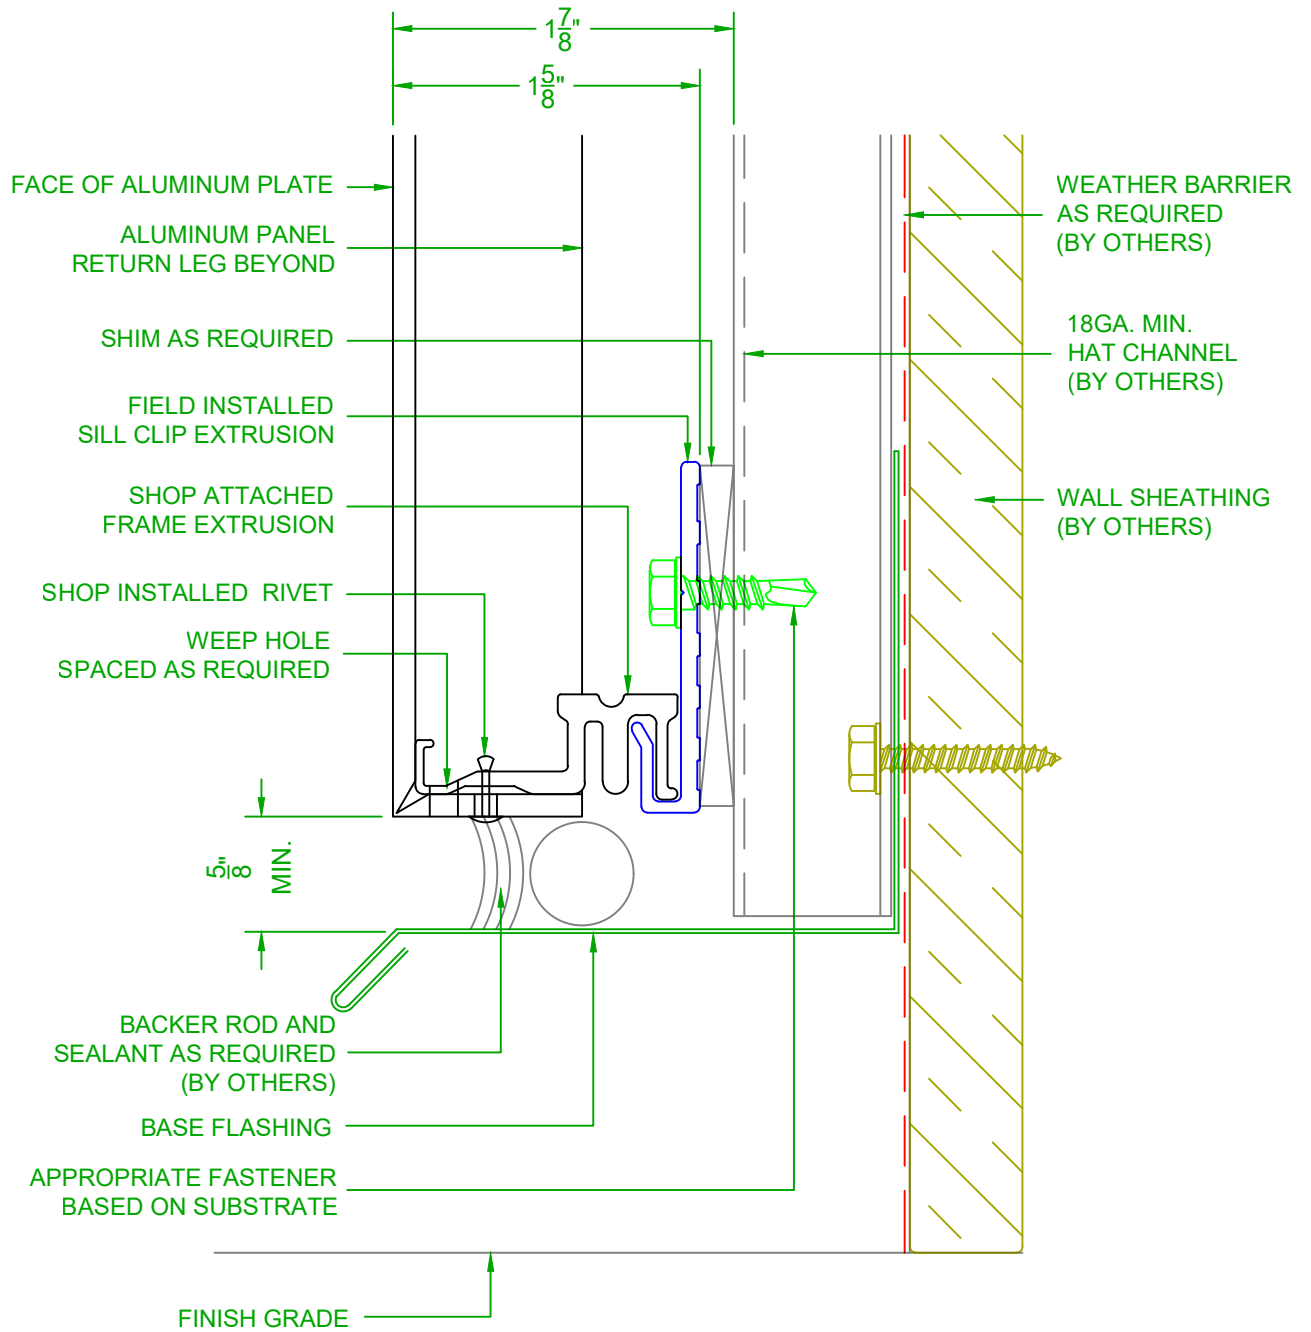 1 7/8"
1 5/8"
FACE OF ALUMINUM PLATE
ALUMINUM PANEL
RETURN LEG BEYOND
SHIM AS REQUIRED
FIELD INSTALLED
SILL CLIP EXTRUSION
SHOP ATTACHED
FRAME EXTRUSION
SHOP INSTALLED RIVET
WEEP HOLE
SPACED AS REQUIRED
5/8"
MIN.
BACKER ROD AND
SEALANT AS REQUIRED
(BY OTHERS)
BASE FLASHING
APPROPRIATE FASTENER
BASED ON SUBSTRATE
FINISH GRADE
WEATHER BARRIER
AS REQUIRED
(BY OTHERS)
18GA. MIN.
HAT CHANNEL
(BY OTHERS)
WALL SHEATHING
(BY OTHERS)